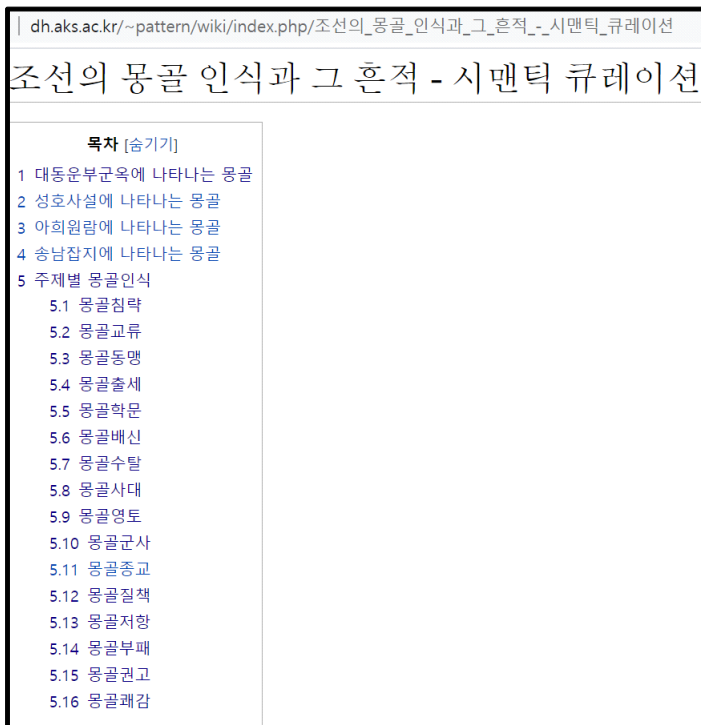 dh.aks.ac.kr/~pattern/wiki/index.php/조선의_몽골_인식과_그_흔적_-_시맨틱_큐레이션
조선의 몽골 인식과 그 흔적 - 시맨틱 큐레이션
목차 [숨기기]
1 대동운부군옥에 나타나는 몽골
2 성호사설에 나타나는 몽골
3 아희원람에 나타나는 몽골
4 송남잡지에 나타나는 몽골
5 주제별 몽골인식
5.1 몽골침략
5.2 몽골교류
5.3 몽골동맹
5.4 몽골출세
5.5 몽골학문
5.6 몽골배신
5.7 몽골수탈
5.8 몽골사대
5.9 몽골영토
5.10 몽골군사
5.11 몽골종교
5.12 몽골질책
5.13 몽골저항
5.14 몽골부패
5.15 몽골권고
5.16 몽골쾌감